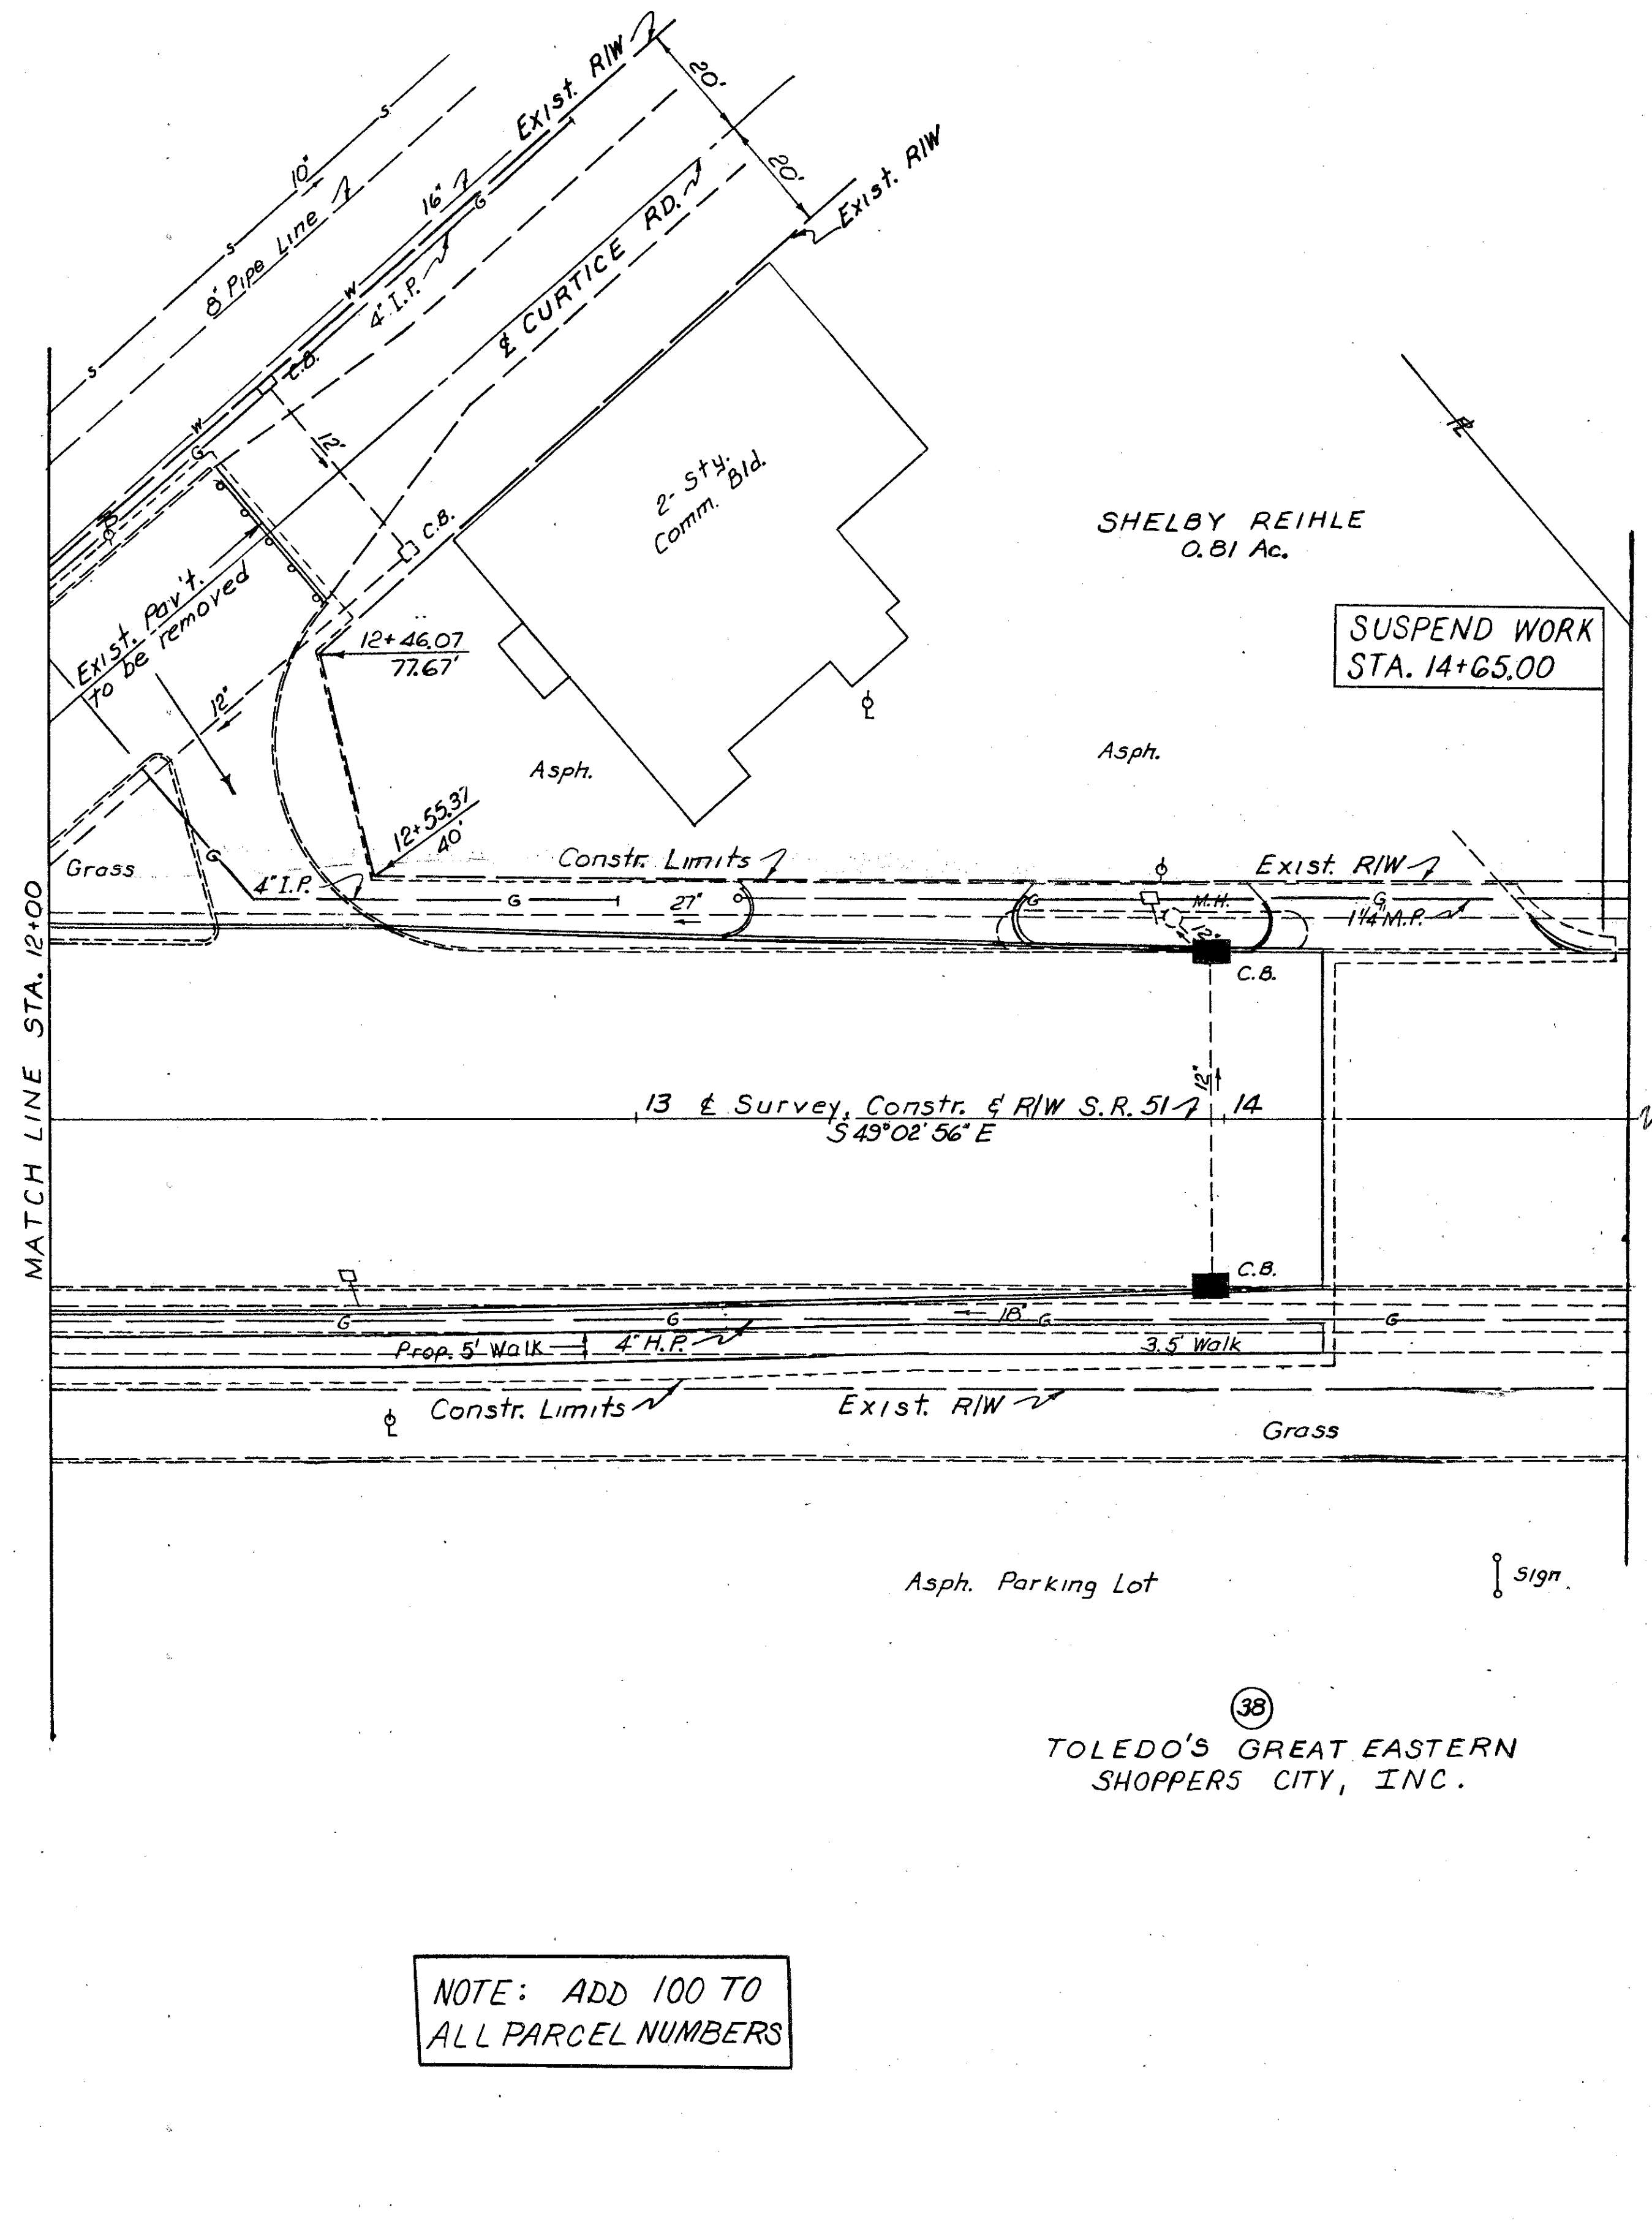 Exist. R/W
20'
20'
Exist. R/W
S
10"
S
8" Pipe Line
16"
G
W
4" I.P.
℄ CURTICE RD.
S
C.B.
W
G
12"
C.B.
2- Sty.
Comm. Bld.
PL
SHELBY REIHLE
0.81 Ac.
Exist. Pav't.
to be removed
12+46.07
77.67'
SUSPEND WORK
STA. 14+65.00
12"
Asph.
Asph.
12+55.37
40'
Grass
G
4" I.P.
Constr. Limits
Exist. R/W
G
27"
G
M.H.
G
1¼" M.P.
12"
C.B.
MATCH LINE STA. 12+00
12"
13 ℄ Survey, Constr. & R/W S.R. 51 14
S 49° 02' 56" E
C.B.
18"
G
G
G
G
Prop. 5' Walk
4" H.P.
3.5' Walk
Constr. Limits
Exist. R/W
Grass
Asph. Parking Lot
Sign
38
TOLEDO'S GREAT EASTERN
SHOPPERS CITY, INC.
NOTE: ADD 100 TO
ALL PARCEL NUMBERS